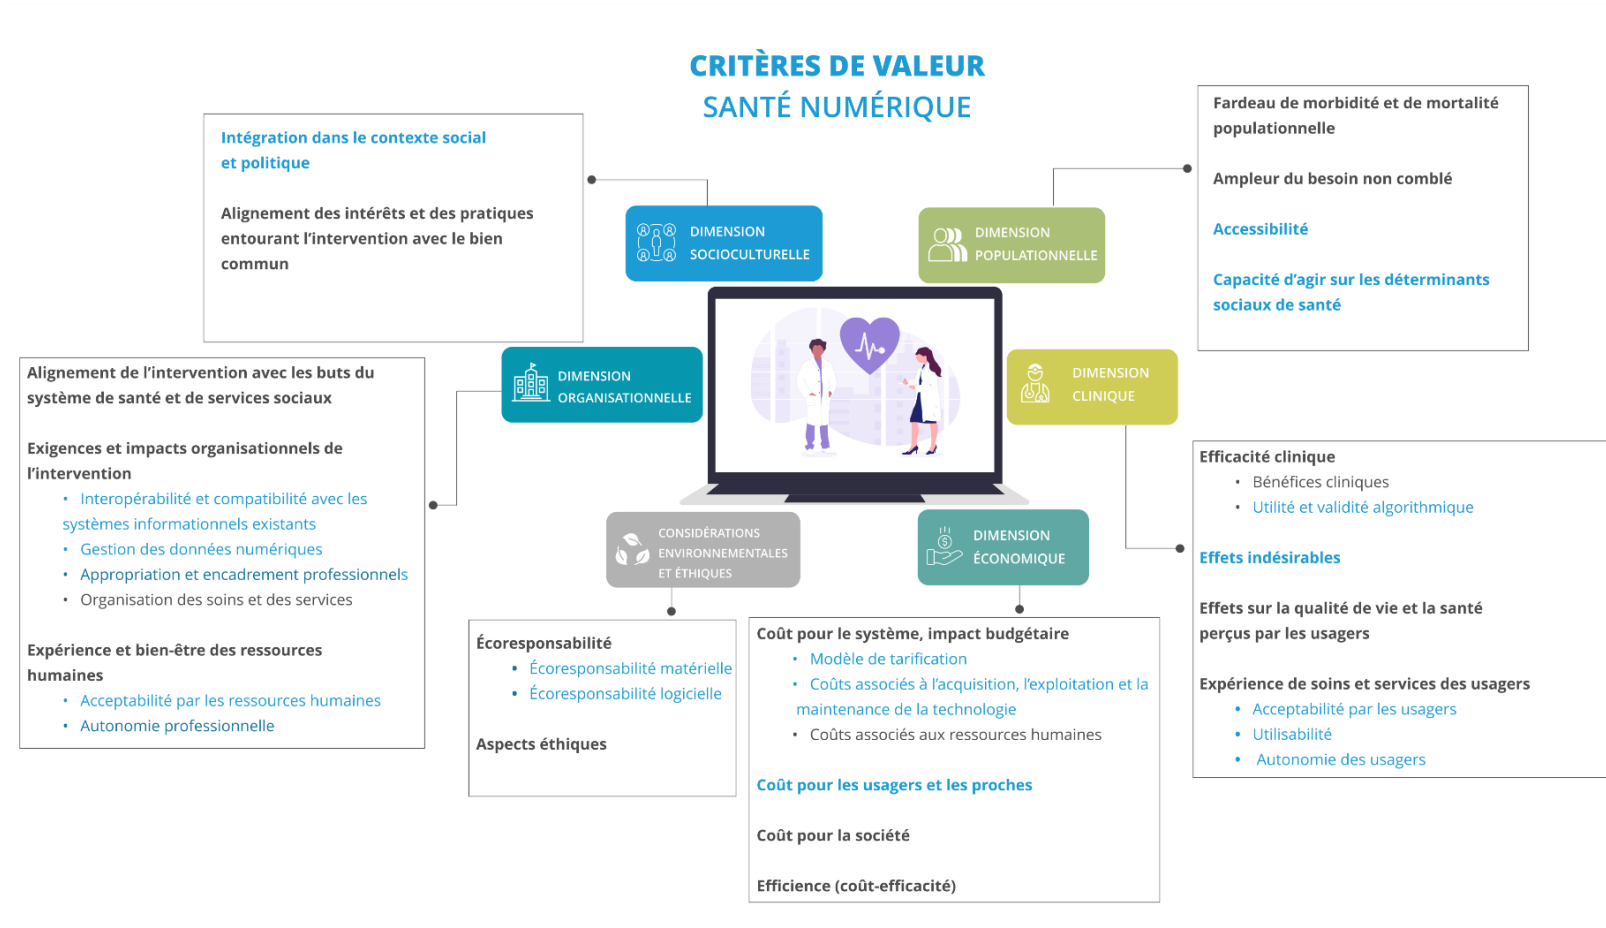 CRITÈRES DE VALEUR
SANTÉ NUMÉRIQUE
Intégration dans le contexte social
et politique
Alignement des intérêts et des pratiques
entourant l’intervention avec le bien
commun
DIMENSION
SOCIOCULTURELLE
DIMENSION
POPULATIONNELLE
Fardeau de morbidité et de mortalité
populationnelle
Ampleur du besoin non comblé
Accessibilité
Capacité d’agir sur les déterminants
sociaux de santé
Alignement de l’intervention avec les buts du
système de santé et de services sociaux
Exigences et impacts organisationnels de
l’intervention
• Interopérabilité et compatibilité avec les
systèmes informationnels existants
• Gestion des données numériques
• Appropriation et encadrement professionnels
• Organisation des soins et des services
Expérience et bien-être des ressources
humaines
• Acceptabilité par les ressources humaines
• Autonomie professionnelle
DIMENSION
ORGANISATIONNELLE
DIMENSION
CLINIQUE
Efficacité clinique
• Bénéfices cliniques
• Utilité et validité algorithmique
Effets indésirables
Effets sur la qualité de vie et la santé
perçus par les usagers
Expérience de soins et services des usagers
• Acceptabilité par les usagers
• Utilisabilité
• Autonomie des usagers
CONSIDÉRATIONS
ENVIRONNEMENTALES
ET ÉTHIQUES
Écoresponsabilité
• Écoresponsabilité matérielle
• Écoresponsabilité logicielle
Aspects éthiques
DIMENSION
ÉCONOMIQUE
Coût pour le système, impact budgétaire
• Modèle de tarification
• Coûts associés à l’acquisition, l’exploitation et la
maintenance de la technologie
• Coûts associés aux ressources humaines
Coût pour les usagers et les proches
Coût pour la société
Efficience (coût-efficacité)